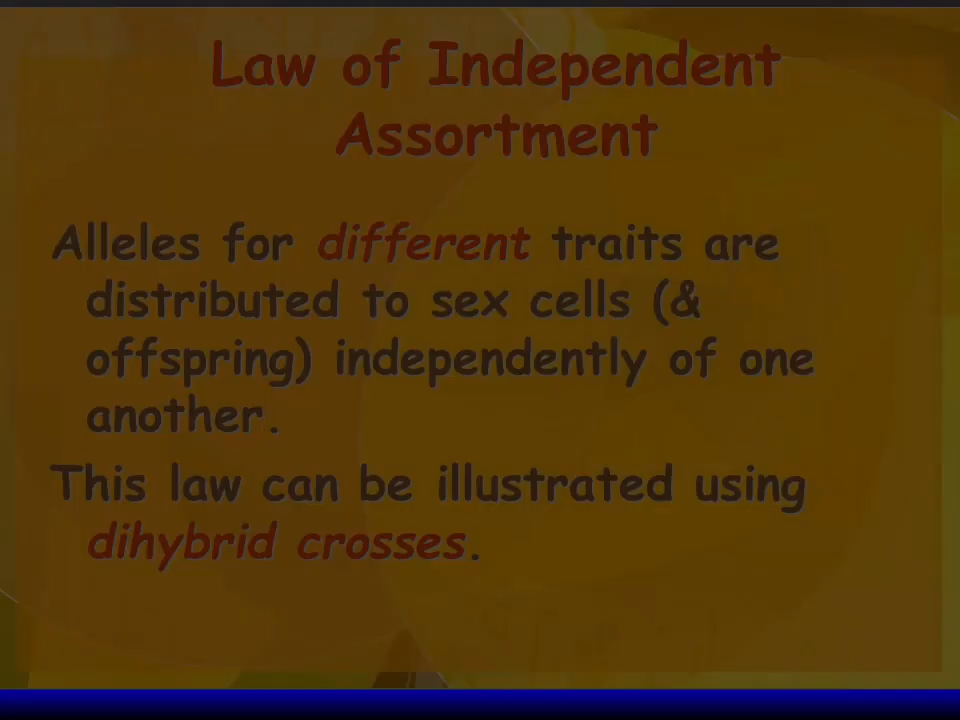 Law of Independent
Assortment
Alleles for different traits are
distributed to sex cells (&
offspring) independently of one
another.
This law can be illustrated using
dihybrid crosses.